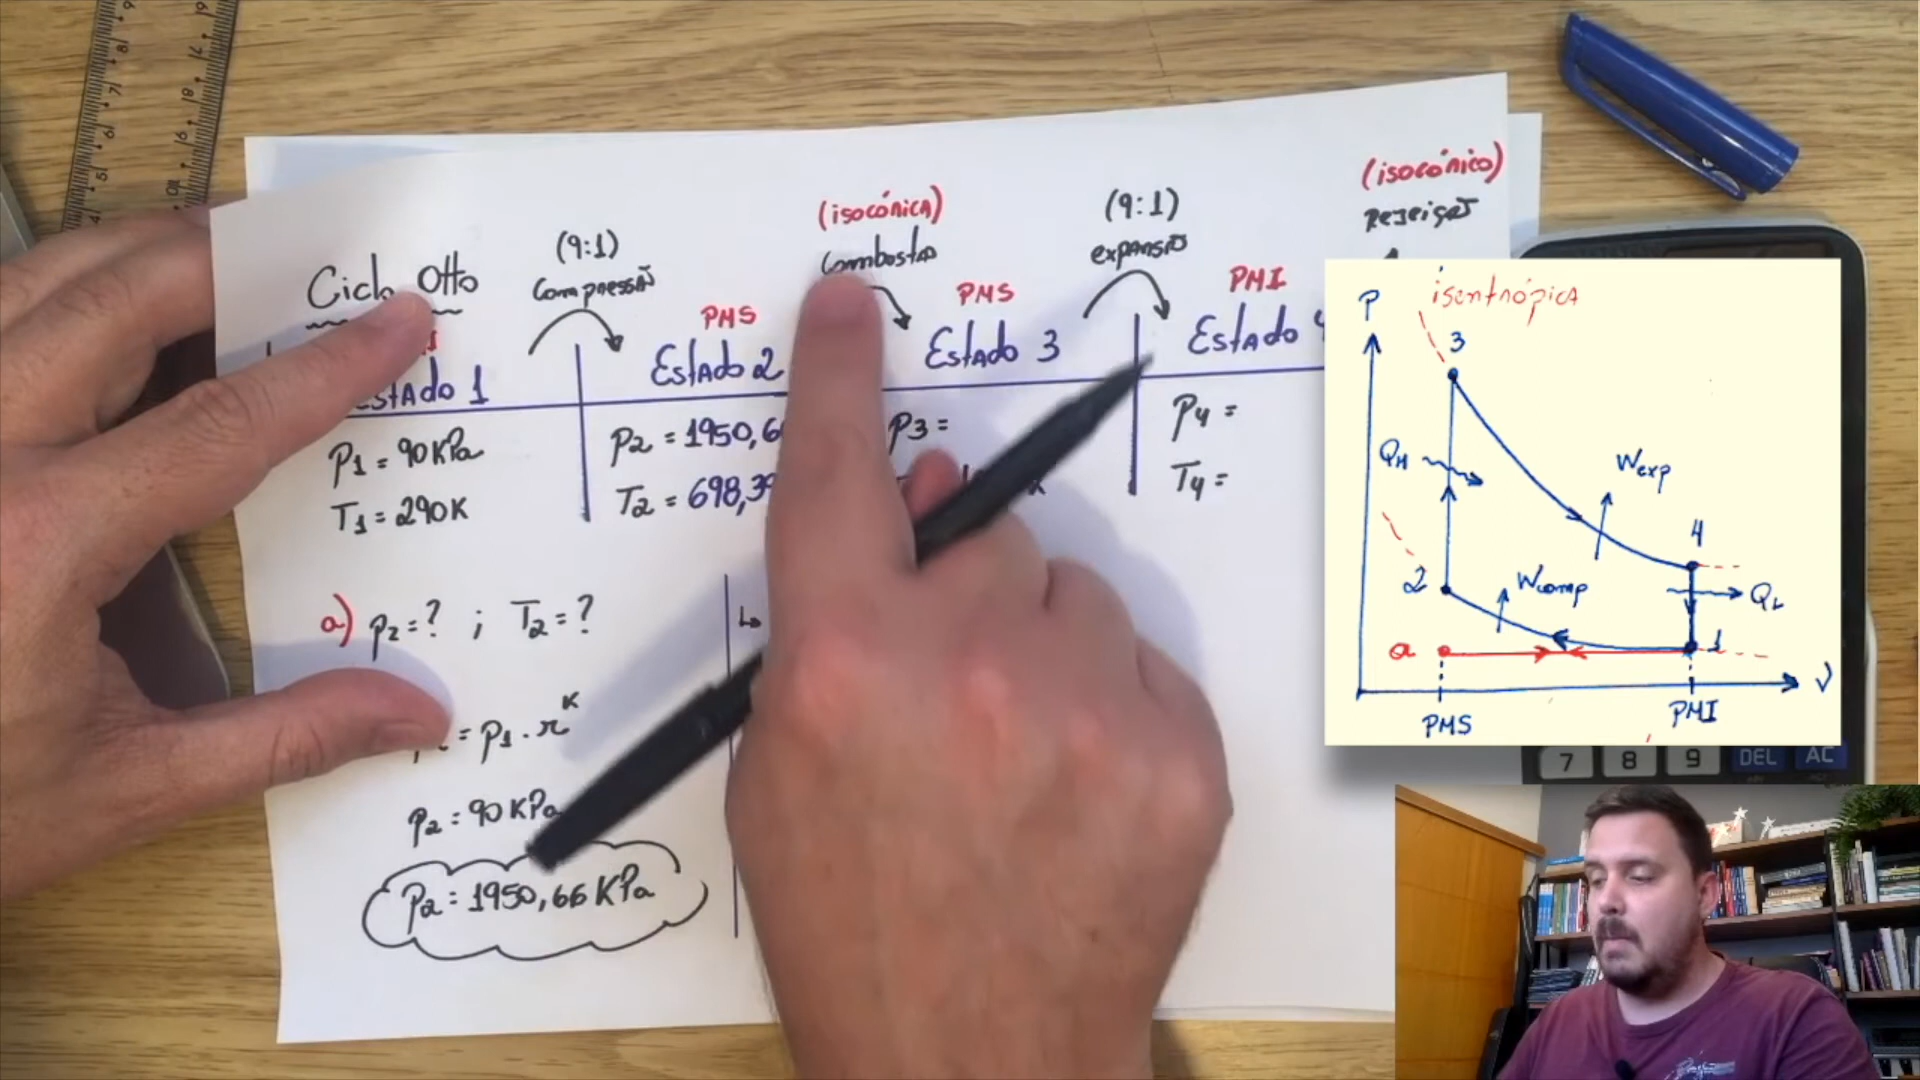 Ciclo Otto
(9:1)
Compressão
(isocórica)
Combustão
(9:1)
expansão
(isocórico)
Rejeição
Estado 1
PMS
Estado 2
PMS
Estado 3
PMI
Estado
P1 = 90 KPa
T1 = 290 K
P2 = 1950,6
T2 = 698,39
P3 =
P4 =
T4 =
a) P2 = ? ; T2 = ?
= P1 . r^K
P2 = 90 KPa
P2 = 1950,66 KPa
isentrópica
P
3
QH
Wexp
4
2
Wcomp
QL
a
1
V
PMS
PMI
7 8 9 DEL AC